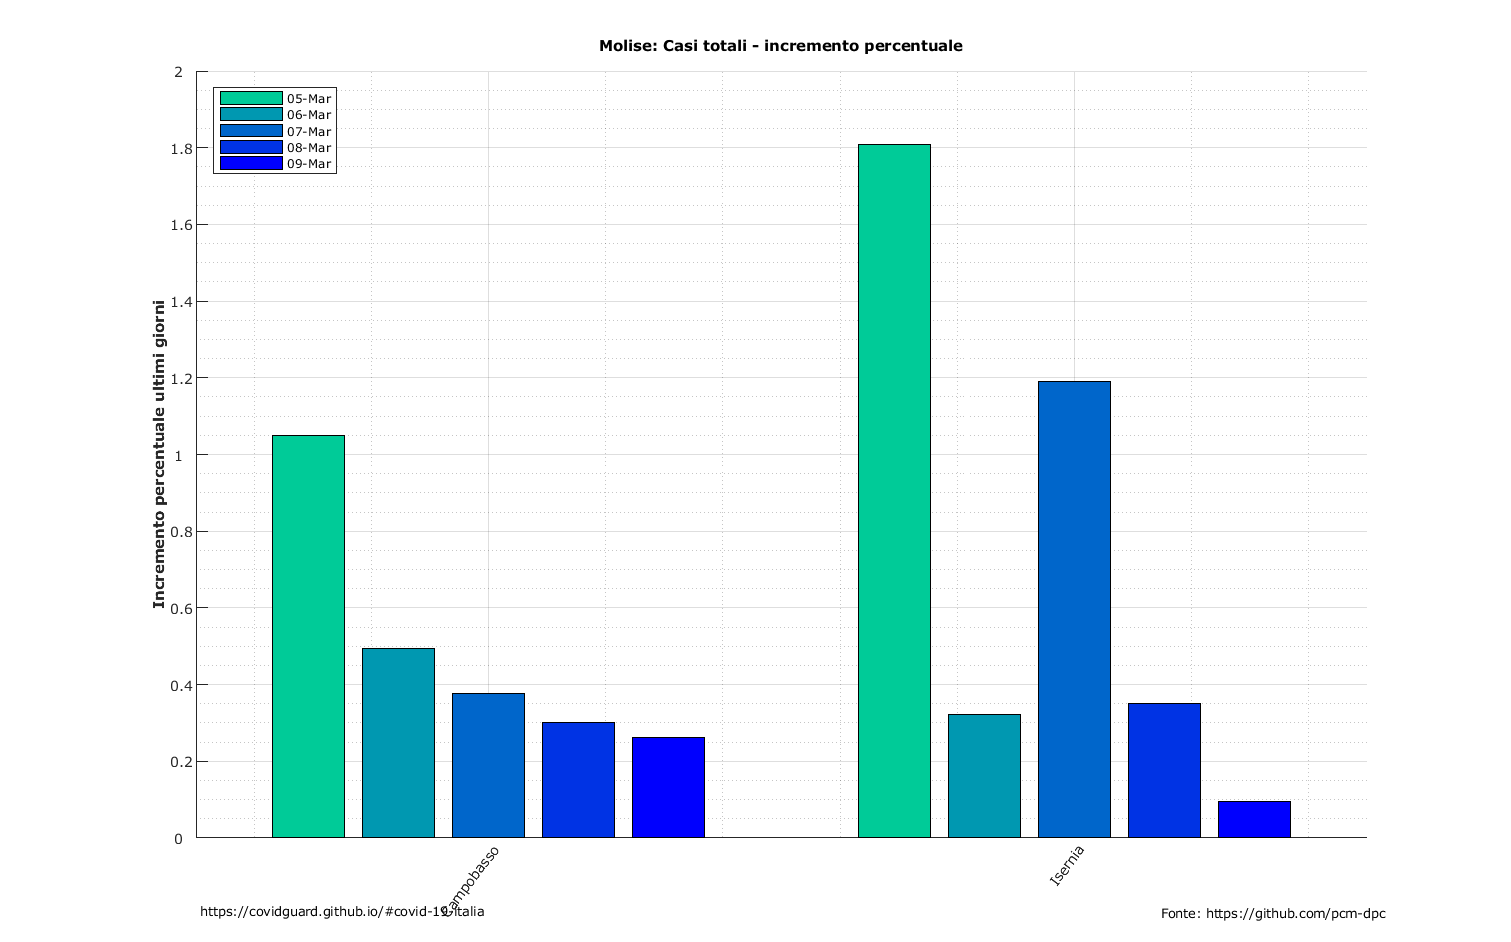 Molise: Casi totali - incremento percentuale
05-Mar
06-Mar
07-Mar
08-Mar
09-Mar
Incremento percentuale ultimi giorni
2
1.8
1.6
1.4
1.2
1
0.8
0.6
0.4
0.2
0
Campobasso
Isernia
https://covidguard.github.io/#covid-19-italia
Fonte: https://github.com/pcm-dpc